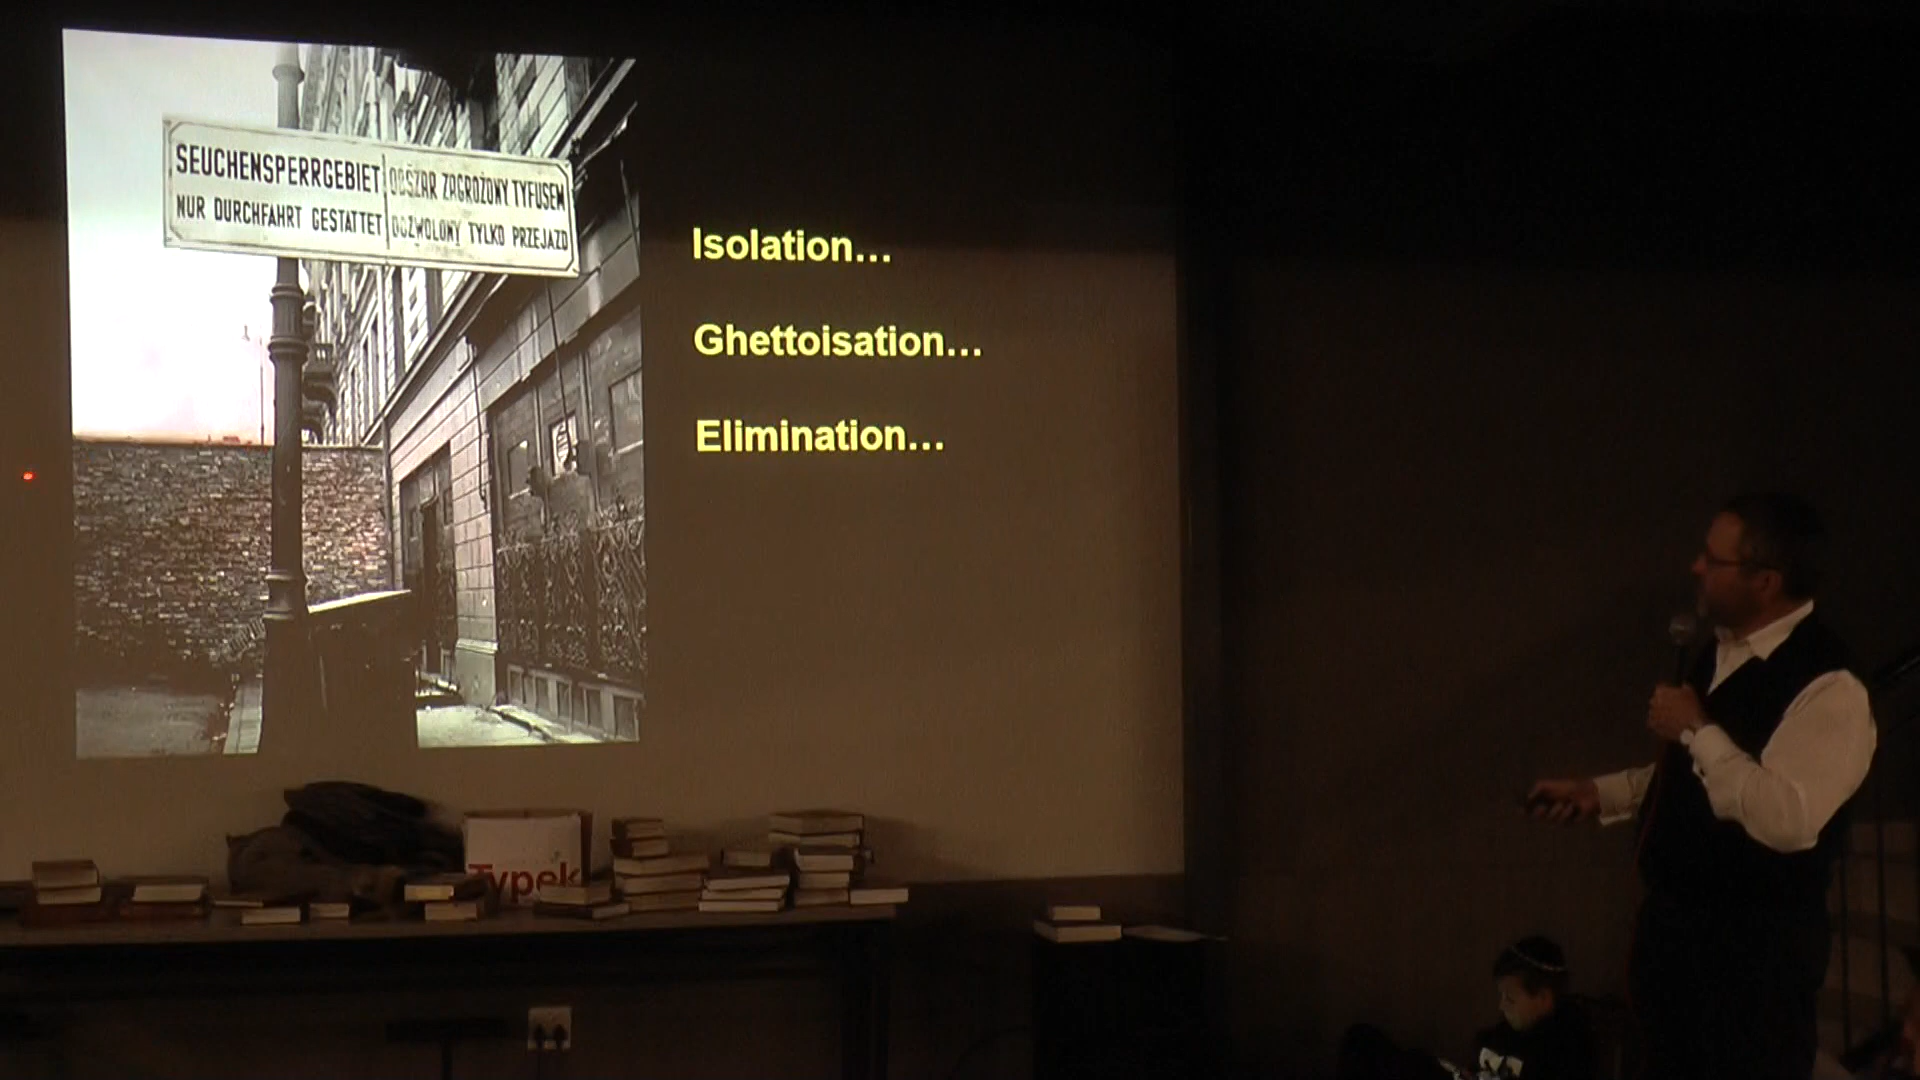 SEUCHENSPERRGEBIET
NUR DURCHFAHRT GESTATTET
OBSZAR ZAGROŻONY TYFUSEM
DOZWOLONY TYLKO PRZEJAZD
Isolation...
Ghettoisation...
Elimination...
Typek